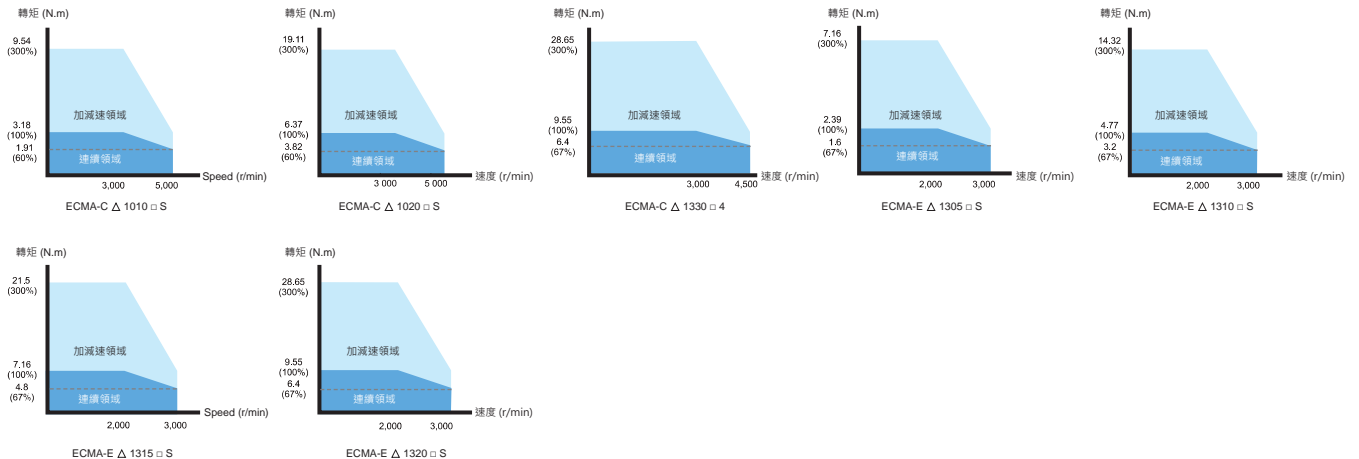 轉矩 (N.m)
9.54
(300%)
加減速領域
3.18
(100%)
1.91
(60%)
連續領域
Speed (r/min)
3,000
5,000
ECMA-C △ 1010 □ S
轉矩 (N.m)
19.11
(300%)
加減速領域
6.37
(100%)
3.82
(60%)
連續領域
速度 (r/min)
3 000
5 000
ECMA-C △ 1020 □ S
轉矩 (N.m)
28.65
(300%)
加減速領域
9.55
(100%)
6.4
(67%)
連續領域
速度 (r/min)
3,000
4,500
ECMA-C △ 1330 □ 4
轉矩 (N.m)
7.16
(300%)
加減速領域
2.39
(100%)
1.6
(67%)
連續領域
速度 (r/min)
2,000
3,000
ECMA-E △ 1305 □ S
轉矩 (N.m)
14.32
(300%)
加減速領域
4.77
(100%)
3.2
(67%)
連續領域
速度 (r/min)
2,000
3,000
ECMA-E △ 1310 □ S
轉矩 (N.m)
21.5
(300%)
加減速領域
7.16
(100%)
4.8
(67%)
連續領域
Speed (r/min)
2,000
3,000
ECMA-E △ 1315 □ S
轉矩 (N.m)
28.65
(300%)
加減速領域
9.55
(100%)
6.4
(67%)
連續領域
速度 (r/min)
2,000
3,000
ECMA-E △ 1320 □ S